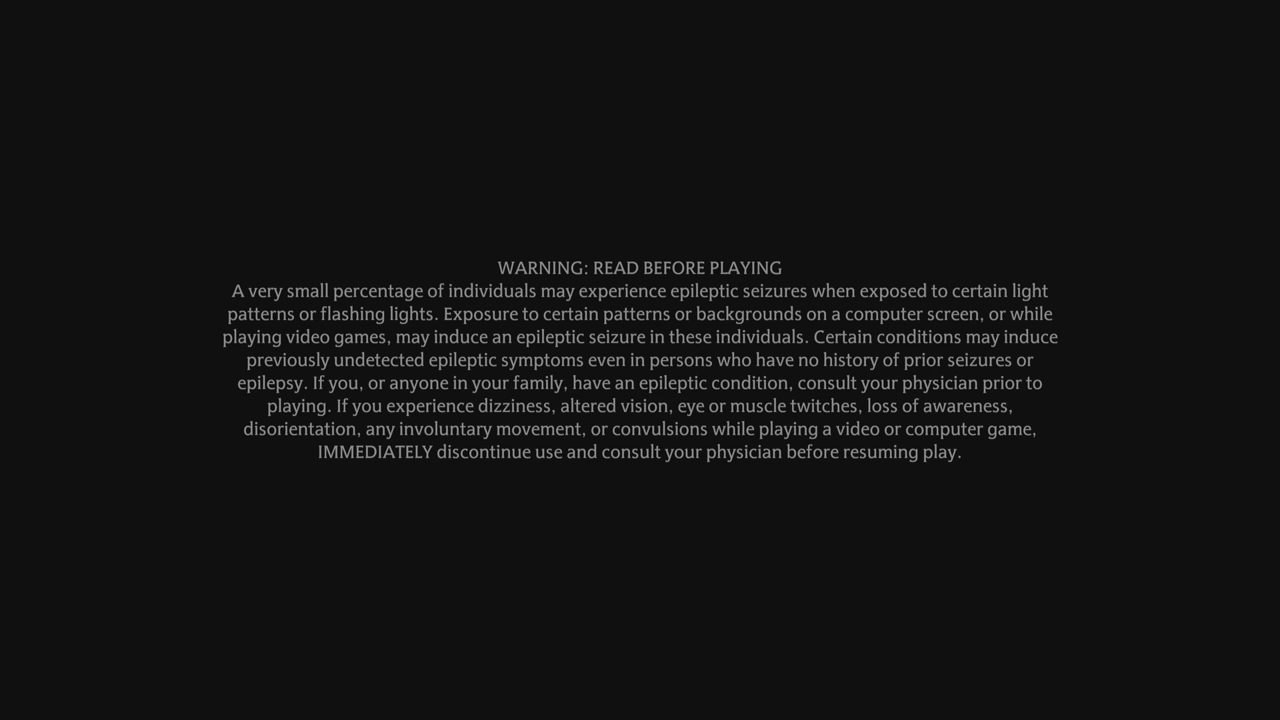 WARNING: READ BEFORE PLAYING
A very small percentage of individuals may experience epileptic seizures when exposed to certain light
patterns or flashing lights. Exposure to certain patterns or backgrounds on a computer screen, or while
playing video games, may induce an epileptic seizure in these individuals. Certain conditions may induce
previously undetected epileptic symptoms even in persons who have no history of prior seizures or
epilepsy. If you, or anyone in your family, have an epileptic condition, consult your physician prior to
playing. If you experience dizziness, altered vision, eye or muscle twitches, loss of awareness,
disorientation, any involuntary movement, or convulsions while playing a video or computer game,
IMMEDIATELY discontinue use and consult your physician before resuming play.